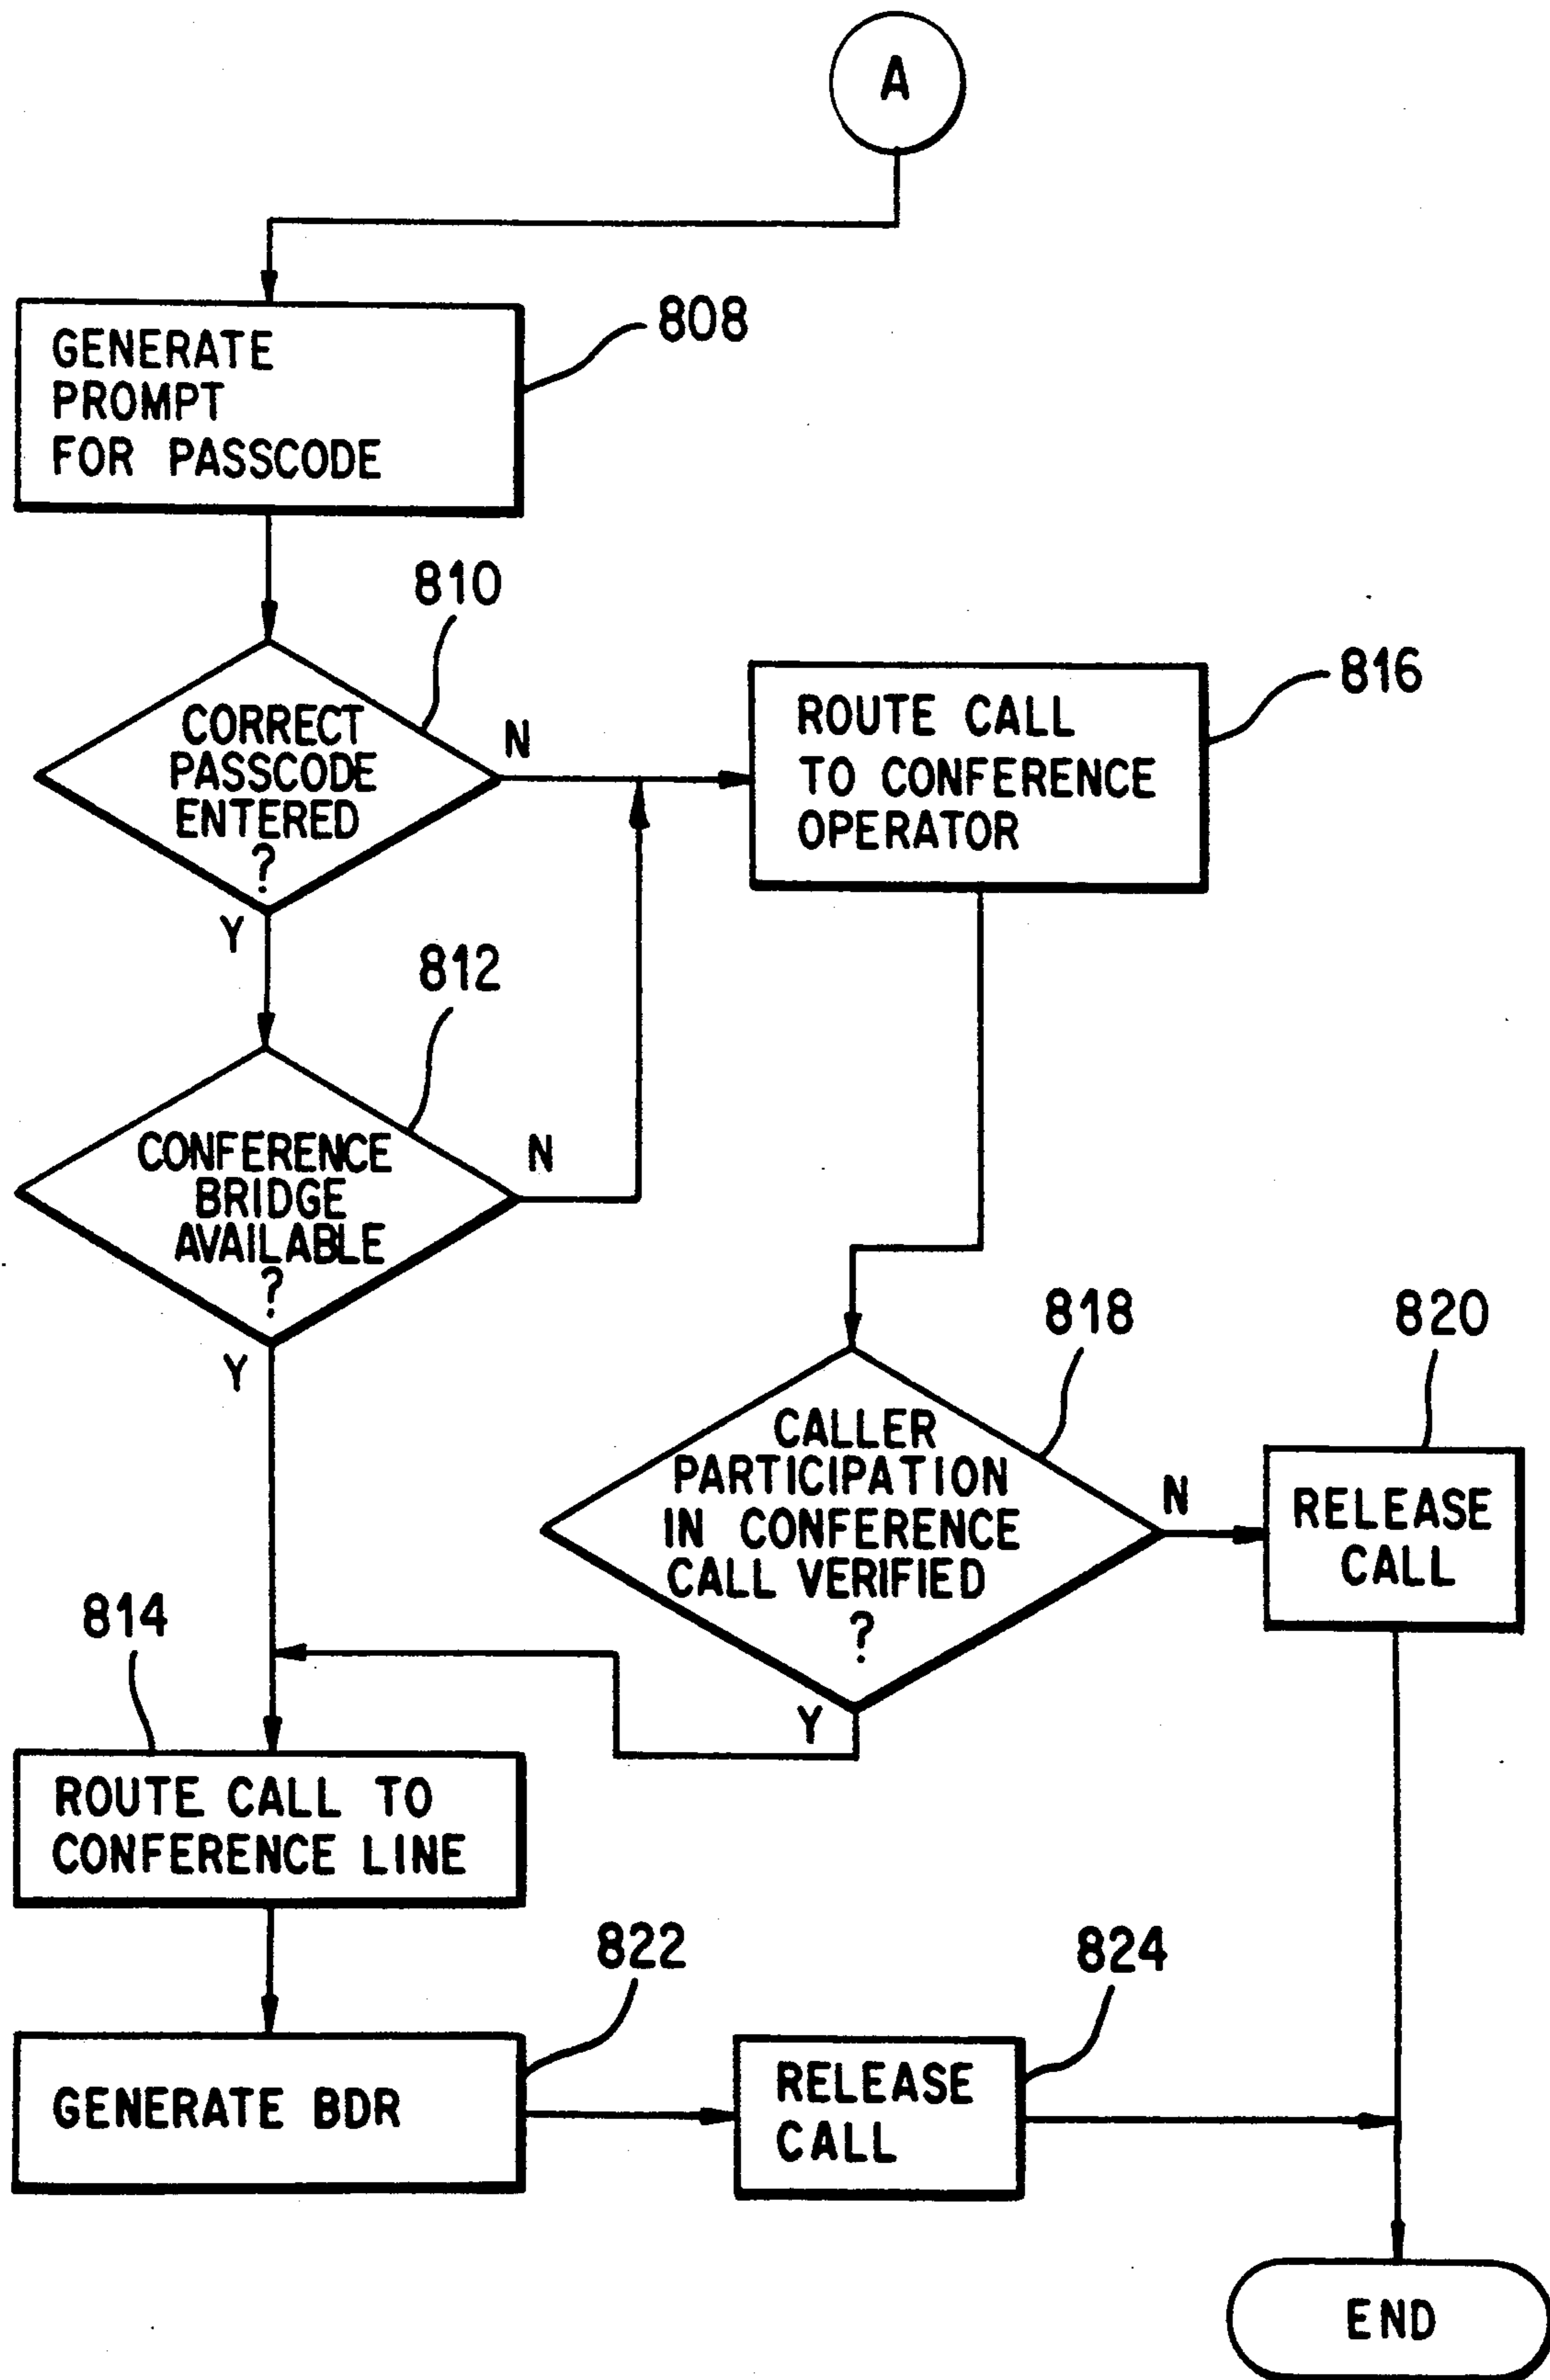 A
808
GENERATE
PROMPT
FOR PASSCODE
810
CORRECT
PASSCODE
ENTERED
?
N
Y
816
ROUTE CALL
TO CONFERENCE
OPERATOR
812
CONFERENCE
BRIDGE
AVAILABLE
?
N
Y
818
CALLER
PARTICIPATION
IN CONFERENCE
CALL VERIFIED
?
N
Y
820
RELEASE
CALL
814
ROUTE CALL TO
CONFERENCE LINE
822
GENERATE BDR
824
RELEASE
CALL
END